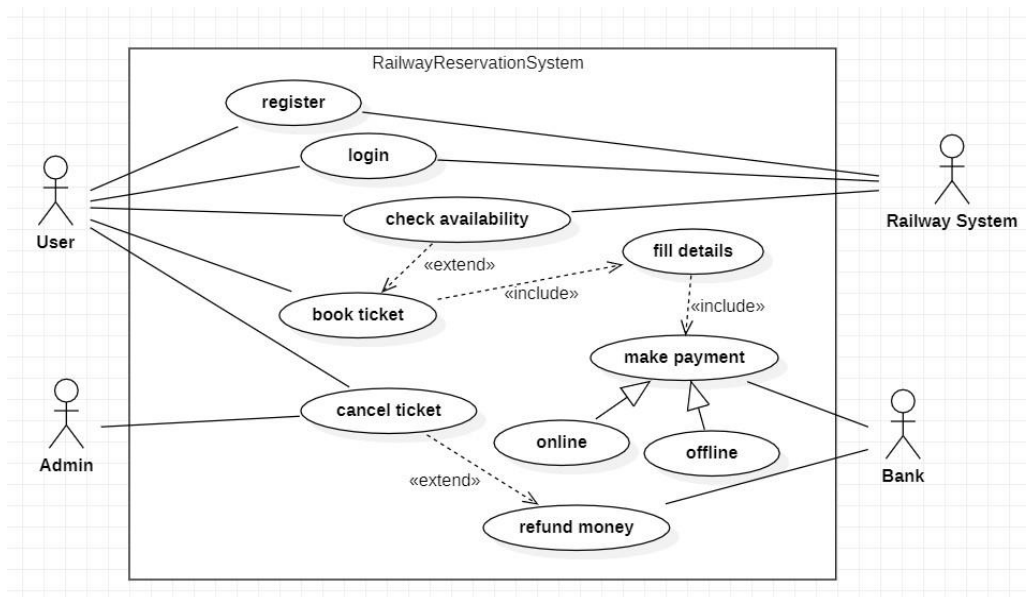 RailwayReservationSystem
register
login
User
Railway System
check availability
fill details
«extend»
«include»
book ticket
«include»
make payment
cancel ticket
Admin
online
offline
Bank
«extend»
refund money